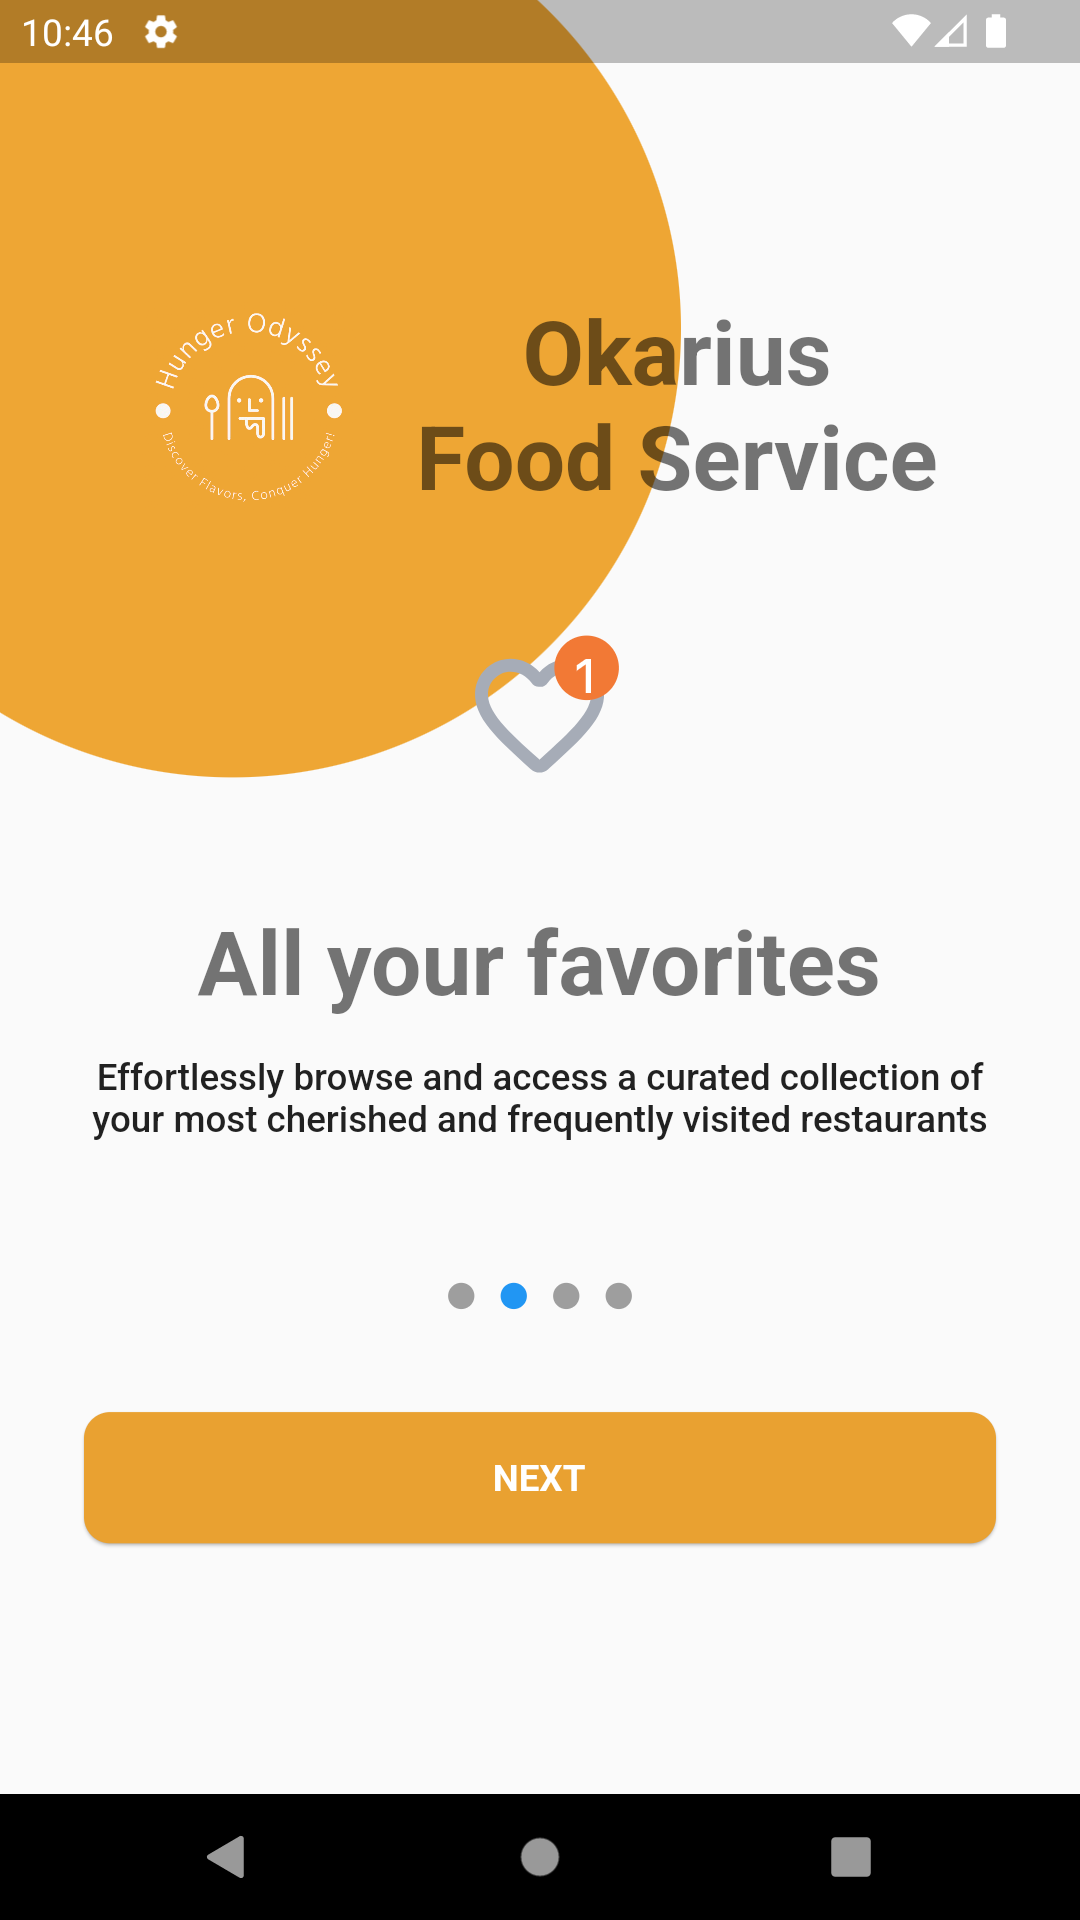 10:46
Hunger Odyssey
Discover Flavors, Conquer Hunger!
Okarius
Food Service
1
All your favorites
Effortlessly browse and access a curated collection of
your most cherished and frequently visited restaurants
NEXT